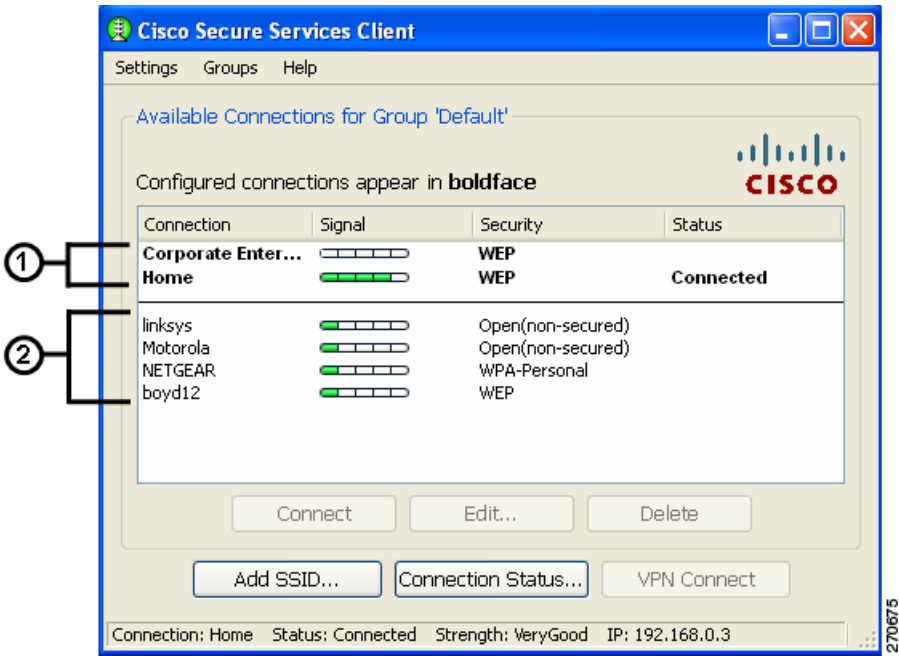 Cisco Secure Services Client
Settings Groups Help
Available Connections for Group 'Default'
CISCO
Configured connections appear in boldface
Connection Signal Security Status
1
Corporate Enter... WEP
Home WEP Connected
2
linksys Open(non-secured)
Motorola Open(non-secured)
NETGEAR WPA-Personal
boyd12 WEP
Connect Edit... Delete
Add SSID... Connection Status... VPN Connect
Connection: Home Status: Connected Strength: VeryGood IP: 192.168.0.3
270675